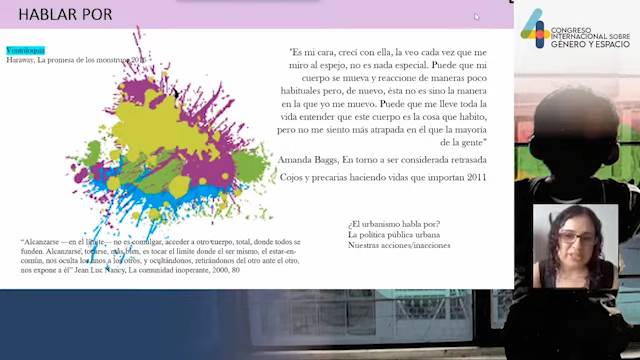 HABLAR POR
Ventriloquía
Haraway, La promesa de los monstruos
"Es mi cara, crecí con ella, la veo cada vez que me
miro al espejo, no es nada especial. Puede que mi
cuerpo se mueva y reaccione de maneras poco
habituales pero, de nuevo, ésta no es sino la manera
en la que yo me muevo. Puede que me lleve toda la
vida entender que este cuerpo es la cosa que habito,
pero no me siento más atrapada en él que la mayoría
de la gente"
Amanda Baggs, En torno a ser considerada retrasada
Cojos y precarias haciendo vidas que importan 2011
¿El urbanismo habla por?
La política pública urbana
Nuestras acciones/inacciones
"Alcanzarse —en el límite— no es comulgar, acceder a otro cuerpo, total, donde todos se
funden. Alcanzarse, tocarse, más bien, es tocar el límite donde el ser mismo, el estar-en-
común, nos oculta los unos a los otros, y ocultándonos, retirándonos del otro ante el otro,
nos expone a él" Jean Luc Nancy, La comunidad inoperante, 2000, 80
4 CONGRESO
INTERNACIONAL SOBRE
GÉNERO Y ESPACIO